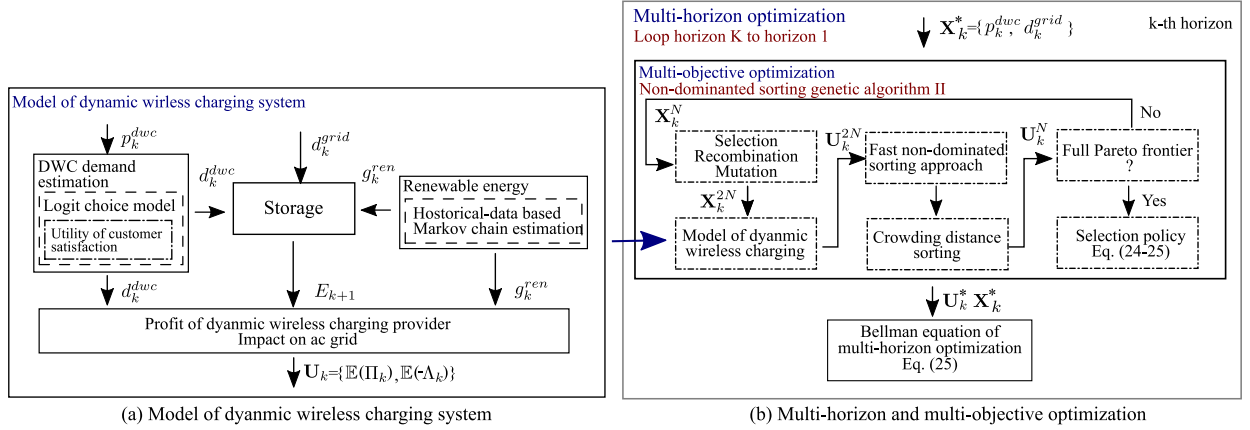 Model of dynamic wirless charging system
p_k^{dwc}
d_k^{grid}
DWC demand
estimation
Logit choice model
Utility of customer
satisfaction
d_k^{dwc}
Storage
g_k^{ren}
Renewable energy
Hostorical-data based
Markov chain estimation
d_k^{dwc}
E_{k+1}
g_k^{ren}
Profit of dyanmic wireless charging provider
Impact on ac grid
U_k={𝔼(Π_k),𝔼(-Λ_k)}
(a) Model of dyanmic wireless charging system
Multi-horizon optimization
Loop horizon K to horizon 1
X_k^*={p_k^{dwc}, d_k^{grid}}
k-th horizon
Multi-objective optimization
Non-dominanted sorting genetic algorithm II
X_k^N
No
Selection
Recombination
Mutation
U_k^{2N}
Fast non-dominated
sorting approach
U_k^N
Full Pareto frontier
?
X_k^{2N}
Yes
Model of dyanmic
wireless charging
Crowding distance
sorting
Selection policy
Eq. (24-25)
U_k^* X_k^*
Bellman equation of
multi-horizon optimization
Eq. (25)
(b) Multi-horizon and multi-objective optimization